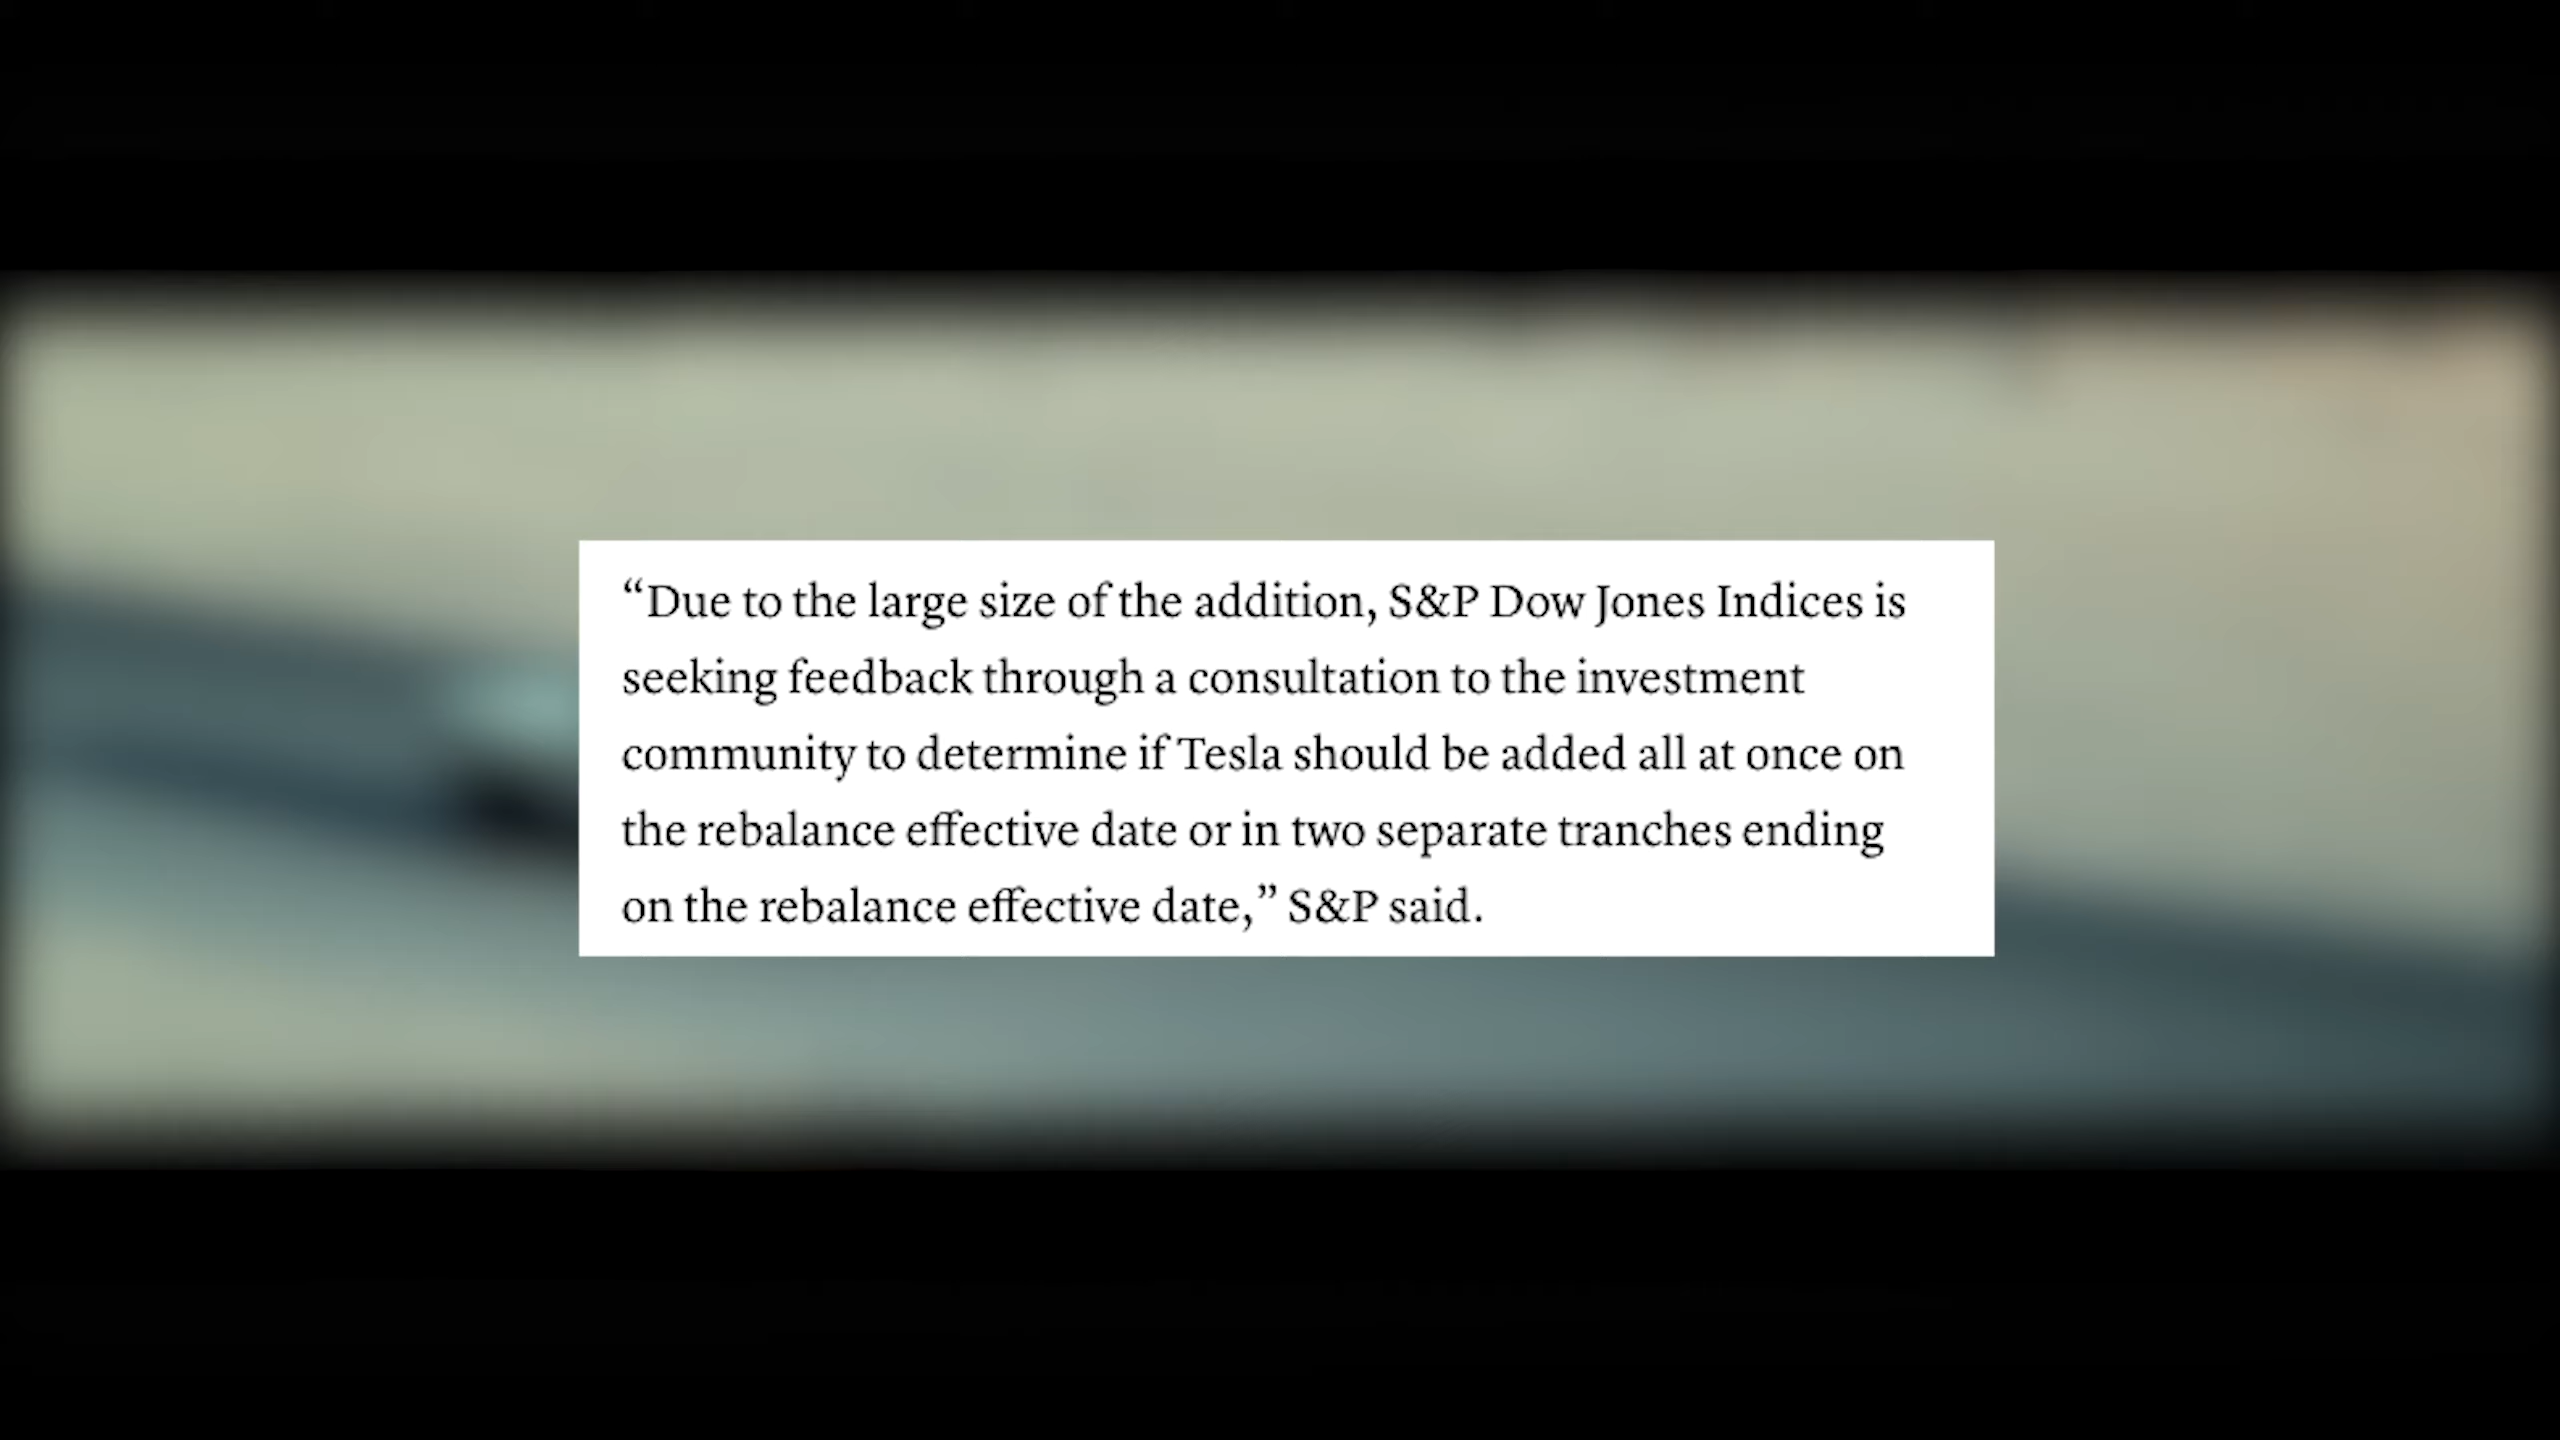 “Due to the large size of the addition, S&P Dow Jones Indices is
seeking feedback through a consultation to the investment
community to determine if Tesla should be added all at once on
the rebalance effective date or in two separate tranches ending
on the rebalance effective date,” S&P said.